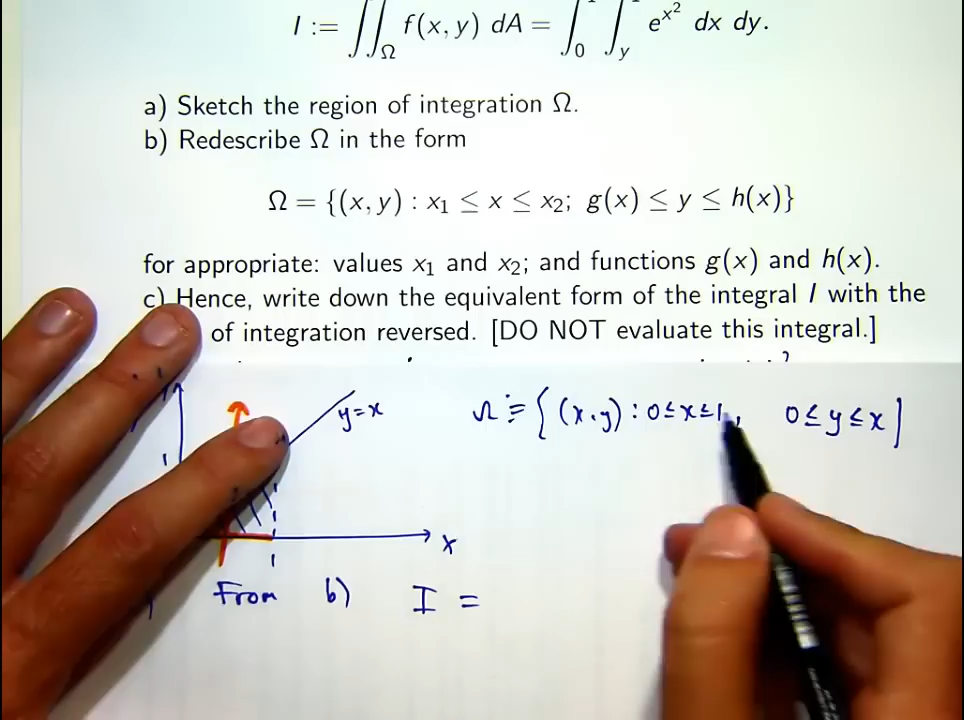 I := ∬_Ω f(x, y) dA = ∫_0 ∫_y e^{x^2} dx dy.
a) Sketch the region of integration Ω.
b) Redescribe Ω in the form
Ω = {(x, y) : x₁ ≤ x ≤ x₂; g(x) ≤ y ≤ h(x)}
for appropriate: values x₁ and x₂; and functions g(x) and h(x).
c) Hence, write down the equivalent form of the integral I with the
of integration reversed. [DO NOT evaluate this integral.]
y=x
Ω = {(x,y) : 0≤x≤1, 0≤y≤x}
1
x
1
From b) I =